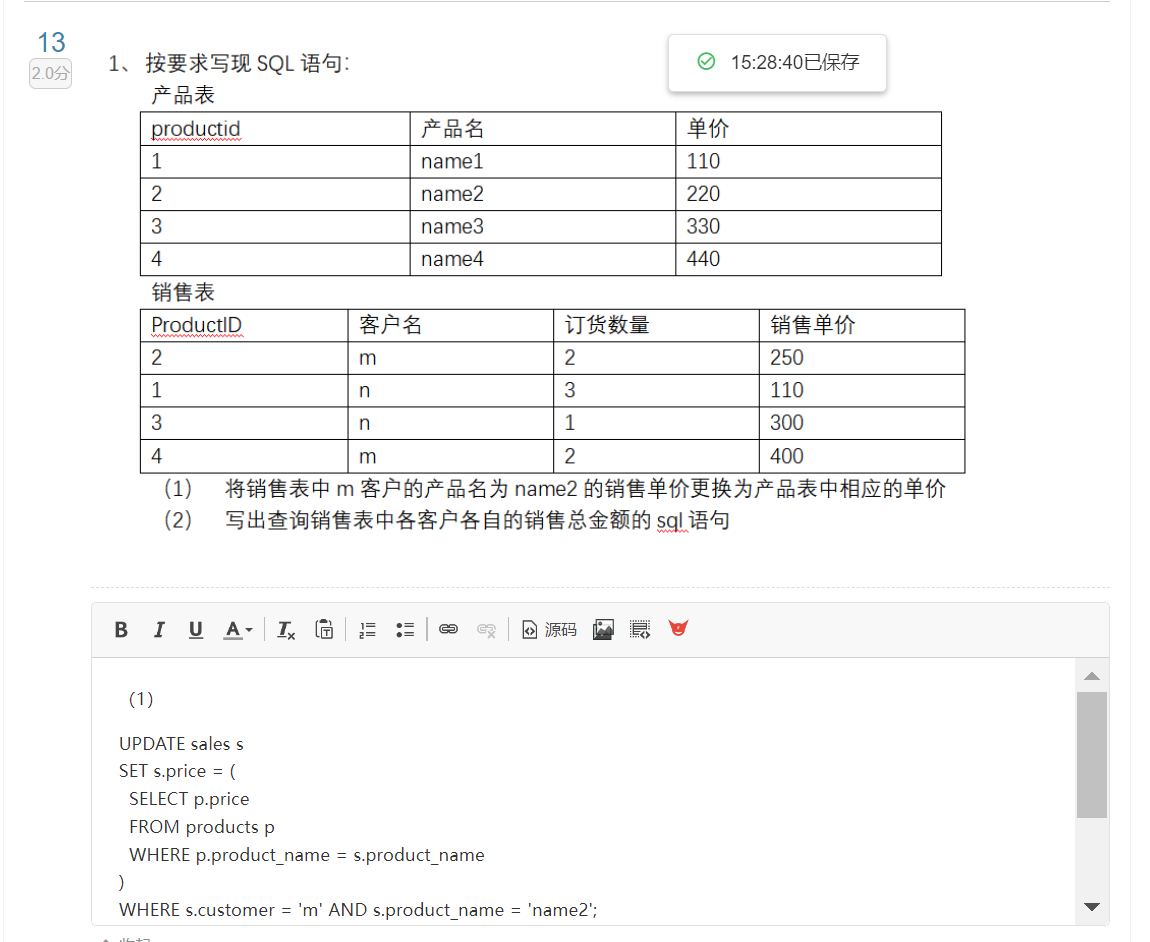 13
2.0分
1、 按要求写现 SQL 语句:
15:28:40已保存
产品表
productid 产品名 单价
1 name1 110
2 name2 220
3 name3 330
4 name4 440
销售表
ProductID 客户名 订货数量 销售单价
2 m 2 250
1 n 3 110
3 n 1 300
4 m 2 400
(1) 将销售表中 m 客户的产品名为 name2 的销售单价更换为产品表中相应的单价
(2) 写出查询销售表中各客户各自的销售总金额的 sql 语句
B I U A Tx 源码
(1)
UPDATE sales s
SET s.price = (
SELECT p.price
FROM products p
WHERE p.product_name = s.product_name
)
WHERE s.customer = 'm' AND s.product_name = 'name2';